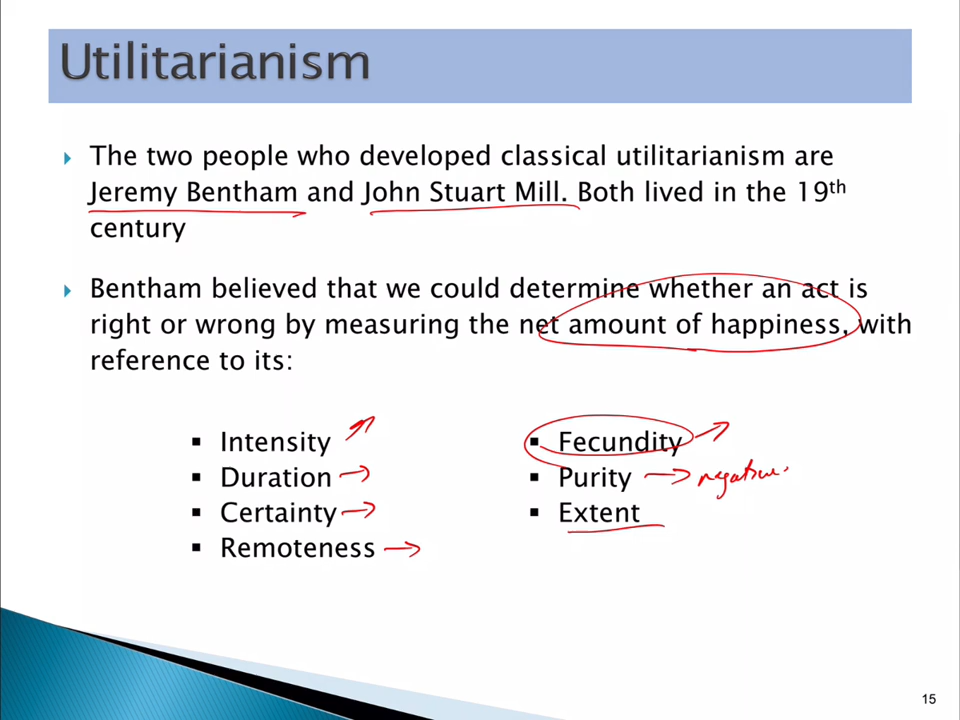 Utilitarianism
The two people who developed classical utilitarianism are
Jeremy Bentham and John Stuart Mill. Both lived in the 19th
century
Bentham believed that we could determine whether an act is
right or wrong by measuring the net amount of happiness, with
reference to its:
Intensity
Duration
Certainty
Remoteness
Fecundity
Purity negative
Extent
15